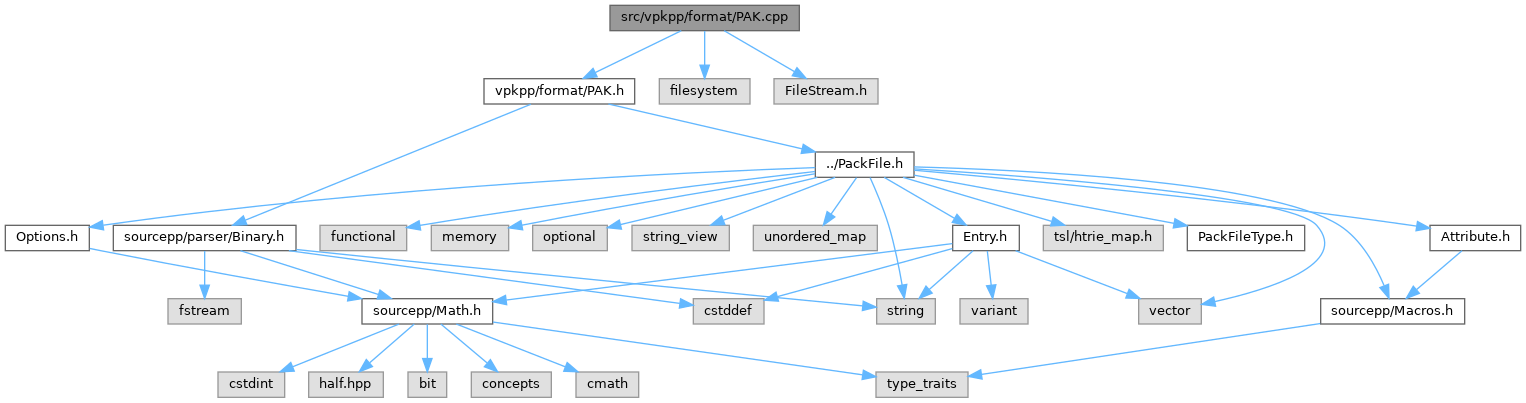 src/vpkpp/format/PAK.cpp
vpkpp/format/PAK.h
filesystem
FileStream.h
../PackFile.h
Options.h
sourcepp/parser/Binary.h
functional
memory
optional
string_view
unordered_map
Entry.h
tsl/htrie_map.h
PackFileType.h
Attribute.h
fstream
sourcepp/Math.h
cstddef
string
variant
vector
sourcepp/Macros.h
cstdint
half.hpp
bit
concepts
cmath
type_traits